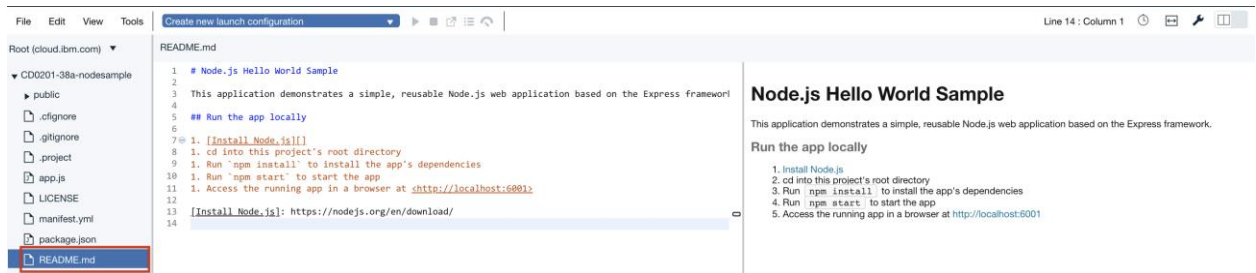 File Edit View Tools Create new launch configuration Line 14 : Column 1
Root (cloud.ibm.com) README.md
CD0201-38a-nodesample
public
.cfignore
.gitignore
.project
app.js
LICENSE
manifest.yml
package.json
README.md
1 # Node.js Hello World Sample
2
3 This application demonstrates a simple, reusable Node.js web application based on the Express framework
4
5 ## Run the app locally
6
7 1. [Install Node.js][]
8 1. cd into this project's root directory
9 1. Run `npm install` to install the app's dependencies
10 1. Run `npm start` to start the app
11 1. Access the running app in a browser at <http://localhost:6001>
12
13 [Install Node.js]: https://nodejs.org/en/download/
14
Node.js Hello World Sample
This application demonstrates a simple, reusable Node.js web application based on the Express framework.
Run the app locally
1. Install Node.js
2. cd into this project's root directory
3. Run npm install to install the app's dependencies
4. Run npm start to start the app
5. Access the running app in a browser at http://localhost:6001